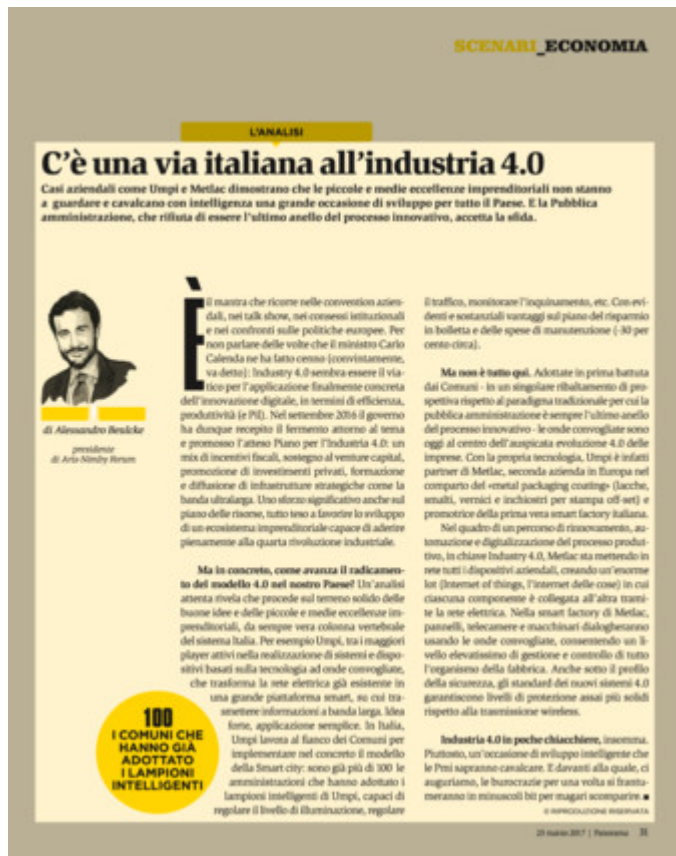 SCENARI_ECONOMIA
L'ANALISI
C'è una via italiana all'industria 4.0
Casi aziendali come Umpi e Metlac dimostrano che le piccole e medie eccellenze imprenditoriali non stanno
a guardare e cavalcano con intelligenza una grande occasione di sviluppo per tutto il Paese. E la Pubblica
amministrazione, che rifiuta di essere l'ultimo anello del processo innovativo, accetta la sfida.
di Alessandro Beulcke
presidente
di Aris-Nimby Forum
È il mantra che ricorre nelle convention azien-
dali, nei talk show, nei consessi istituzionali
e nei confronti sulle politiche europee. Per
non parlare delle volte che il ministro Carlo
Calenda ne ha fatto cenno (convintamente,
va detto): Industry 4.0 sembra essere il via-
tico per l'applicazione finalmente concreta
dell'innovazione digitale, in termini di efficienza,
produttività (e Pil). Nel settembre 2016 il governo
ha dunque recepito il fermento attorno al tema
e promosso l'atteso Piano per l'Industria 4.0: un
mix di incentivi fiscali, sostegno al venture capital,
promozione di investimenti privati, formazione
e diffusione di infrastrutture strategiche come la
banda ultralarga. Uno sforzo significativo anche sul
piano delle risorse, tutto teso a favorire lo sviluppo
di un ecosistema imprenditoriale capace di aderire
pienamente alla quarta rivoluzione industriale.
Ma in concreto, come avanza il radicamen-
to del modello 4.0 nel nostro Paese? Un'analisi
attenta rivela che procede sul terreno solido delle
buone idee e delle piccole e medie eccellenze im-
prenditoriali, da sempre vera colonna vertebrale
del sistema Italia. Per esempio Umpi, tra i maggiori
player attivi nella realizzazione di sistemi e dispo-
sitivi basati sulla tecnologia ad onde convogliate,
che trasforma la rete elettrica già esistente in
una grande piattaforma smart, su cui tra-
smettere informazioni a banda larga. Idea
forte, applicazione semplice. In Italia,
Umpi lavora al fianco dei Comuni per
implementare nel concreto il modello
della Smart city: sono già più di 100 le
amministrazioni che hanno adottato i
lampioni intelligenti di Umpi, capaci di
regolare il livello di illuminazione, regolare
100
I COMUNI CHE
HANNO GIÀ
ADOTTATO
I LAMPIONI
INTELLIGENTI
il traffico, monitorare l'inquinamento, etc. Con evi-
denti e sostanziali vantaggi sul piano del risparmio
in bolletta e delle spese di manutenzione (-30 per
cento circa).
Ma non è tutto qui. Adottate in prima battuta
dai Comuni - in un singolare ribaltamento di pro-
spettiva rispetto al paradigma tradizionale per cui la
pubblica amministrazione è sempre l'ultimo anello
del processo innovativo - le onde convogliate sono
oggi al centro dell'auspicata evoluzione 4.0 delle
imprese. Con la propria tecnologia, Umpi è infatti
partner di Metlac, seconda azienda in Europa nel
comparto del «metal packaging coating» (lacche,
smalti, vernici e inchiostri per stampa off-set) e
promotrice della prima vera smart factory italiana.
Nel quadro di un percorso di rinnovamento, au-
tomazione e digitalizzazione del processo produt-
tivo, in chiave Industry 4.0, Metlac sta mettendo in
rete tutti i dispositivi aziendali, creando un'enorme
Iot (Internet of things, l'internet delle cose) in cui
ciascuna componente è collegata all'altra trami-
te la rete elettrica. Nella smart factory di Metlac,
pannelli, telecamere e macchinari dialogheranno
usando le onde convogliate, consentendo un li-
vello elevatissimo di gestione e controllo di tutto
l'organismo della fabbrica. Anche sotto il profilo
della sicurezza, gli standard dei nuovi sistemi 4.0
garantiscono livelli di protezione assai più solidi
rispetto alla trasmissione wireless.
Industria 4.0 in poche chiacchiere, insomma.
Piuttosto, un'occasione di sviluppo intelligente che
le Pmi sapranno cavalcare. E davanti alla quale, ci
auguriamo, le burocrazie per una volta si frantu-
meranno in minuscoli bit per magari scomparire.
© RIPRODUZIONE RISERVATA
23 marzo 2017 | Panorama 31